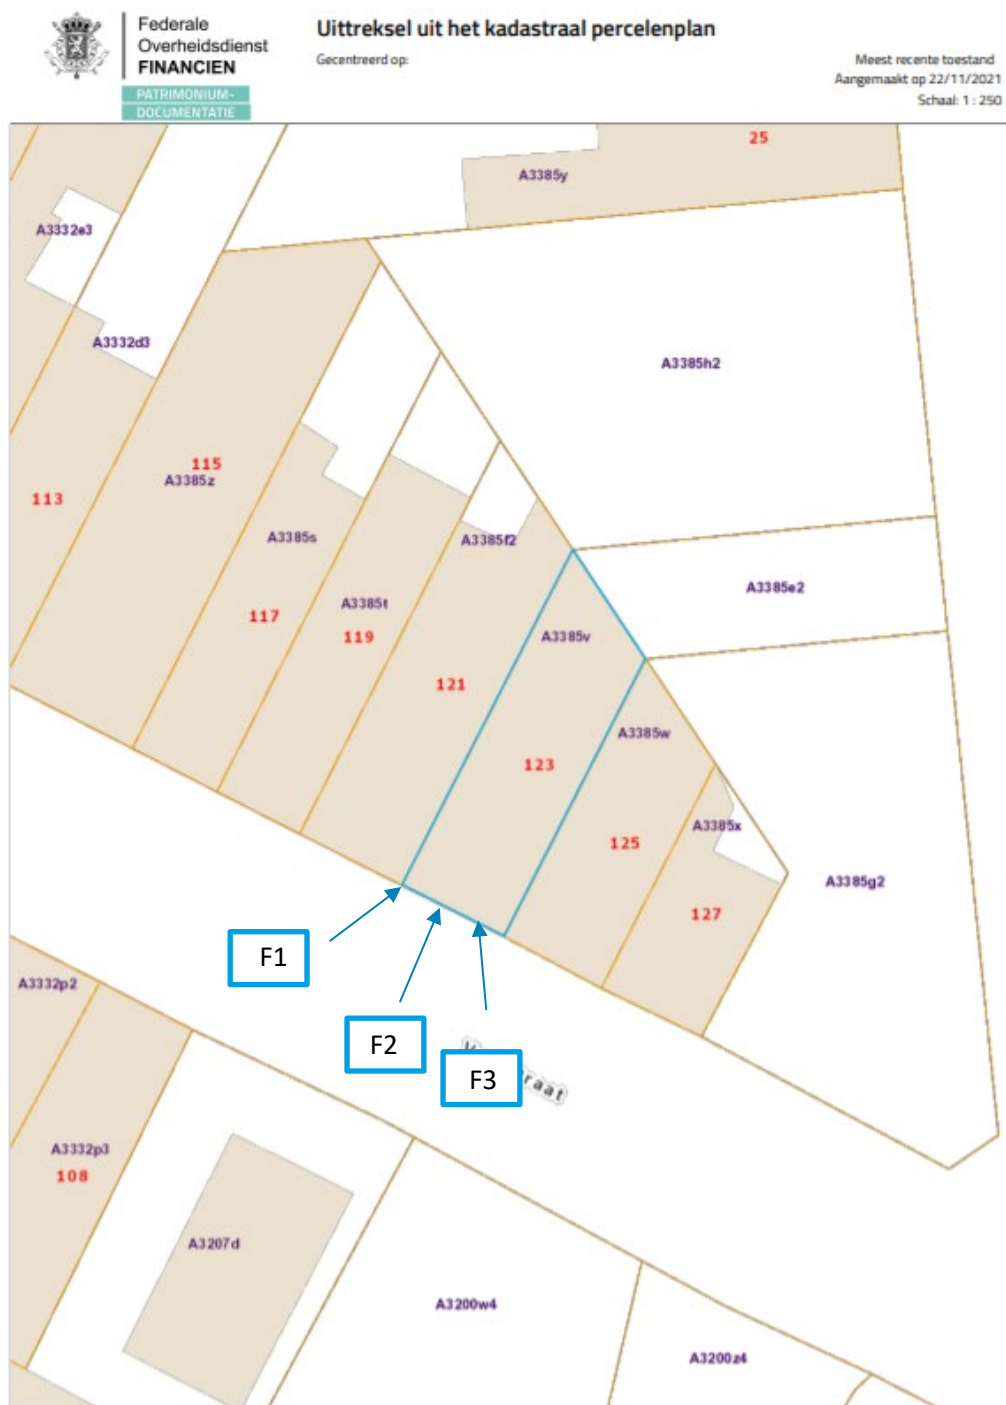 Federale
Overheidsdienst
FINANCIEN
PATRIMONIUM-
DOCUMENTATIE
Uittreksel uit het kadastraal percelenplan
Gecentreerd op:
Meest recente toestand
Aangemaakt op 22/11/2021
Schaal: 1 : 250
25
A3385y
A3332e3
A3332d3
A3385h2
115
A3385z
113
A3385s
A3385f2
A3385e2
A3385t
117
119
A3385v
121
A3385w
123
A3385x
125
A3385g2
127
F1
A3332p2
F2
F3
raat
A3332p3
108
A3207d
A3200w4
A3200z4